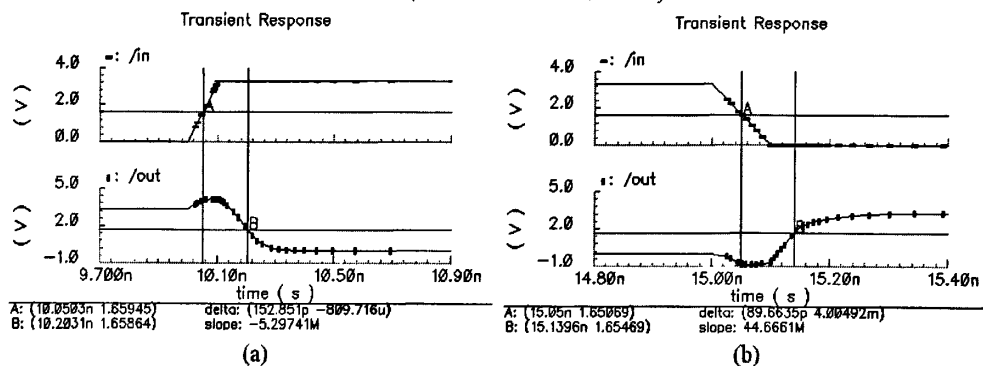 Transient Response
-: /in
4.0
2.0
0.0
( V )
A
▮: /out
5.0
2.0
-1.0
( V )
B
9.700n 10.10n 10.50n 10.90n
time ( s )
A: (10.0503n 1.65945) delta: (152.851p -809.716u)
B: (10.2031n 1.65864) slope: -5.29741M
(a)
Transient Response
-: /in
4.0
2.0
0.0
( V )
A
▮: /out
5.0
2.0
-1.0
( V )
14.80n 15.00n 15.20n 15.40n
time ( s )
A: (15.05n 1.65069) delta: (89.6635p 4.00492m)
B: (15.1396n 1.65469) slope: 44.6661M
(b)